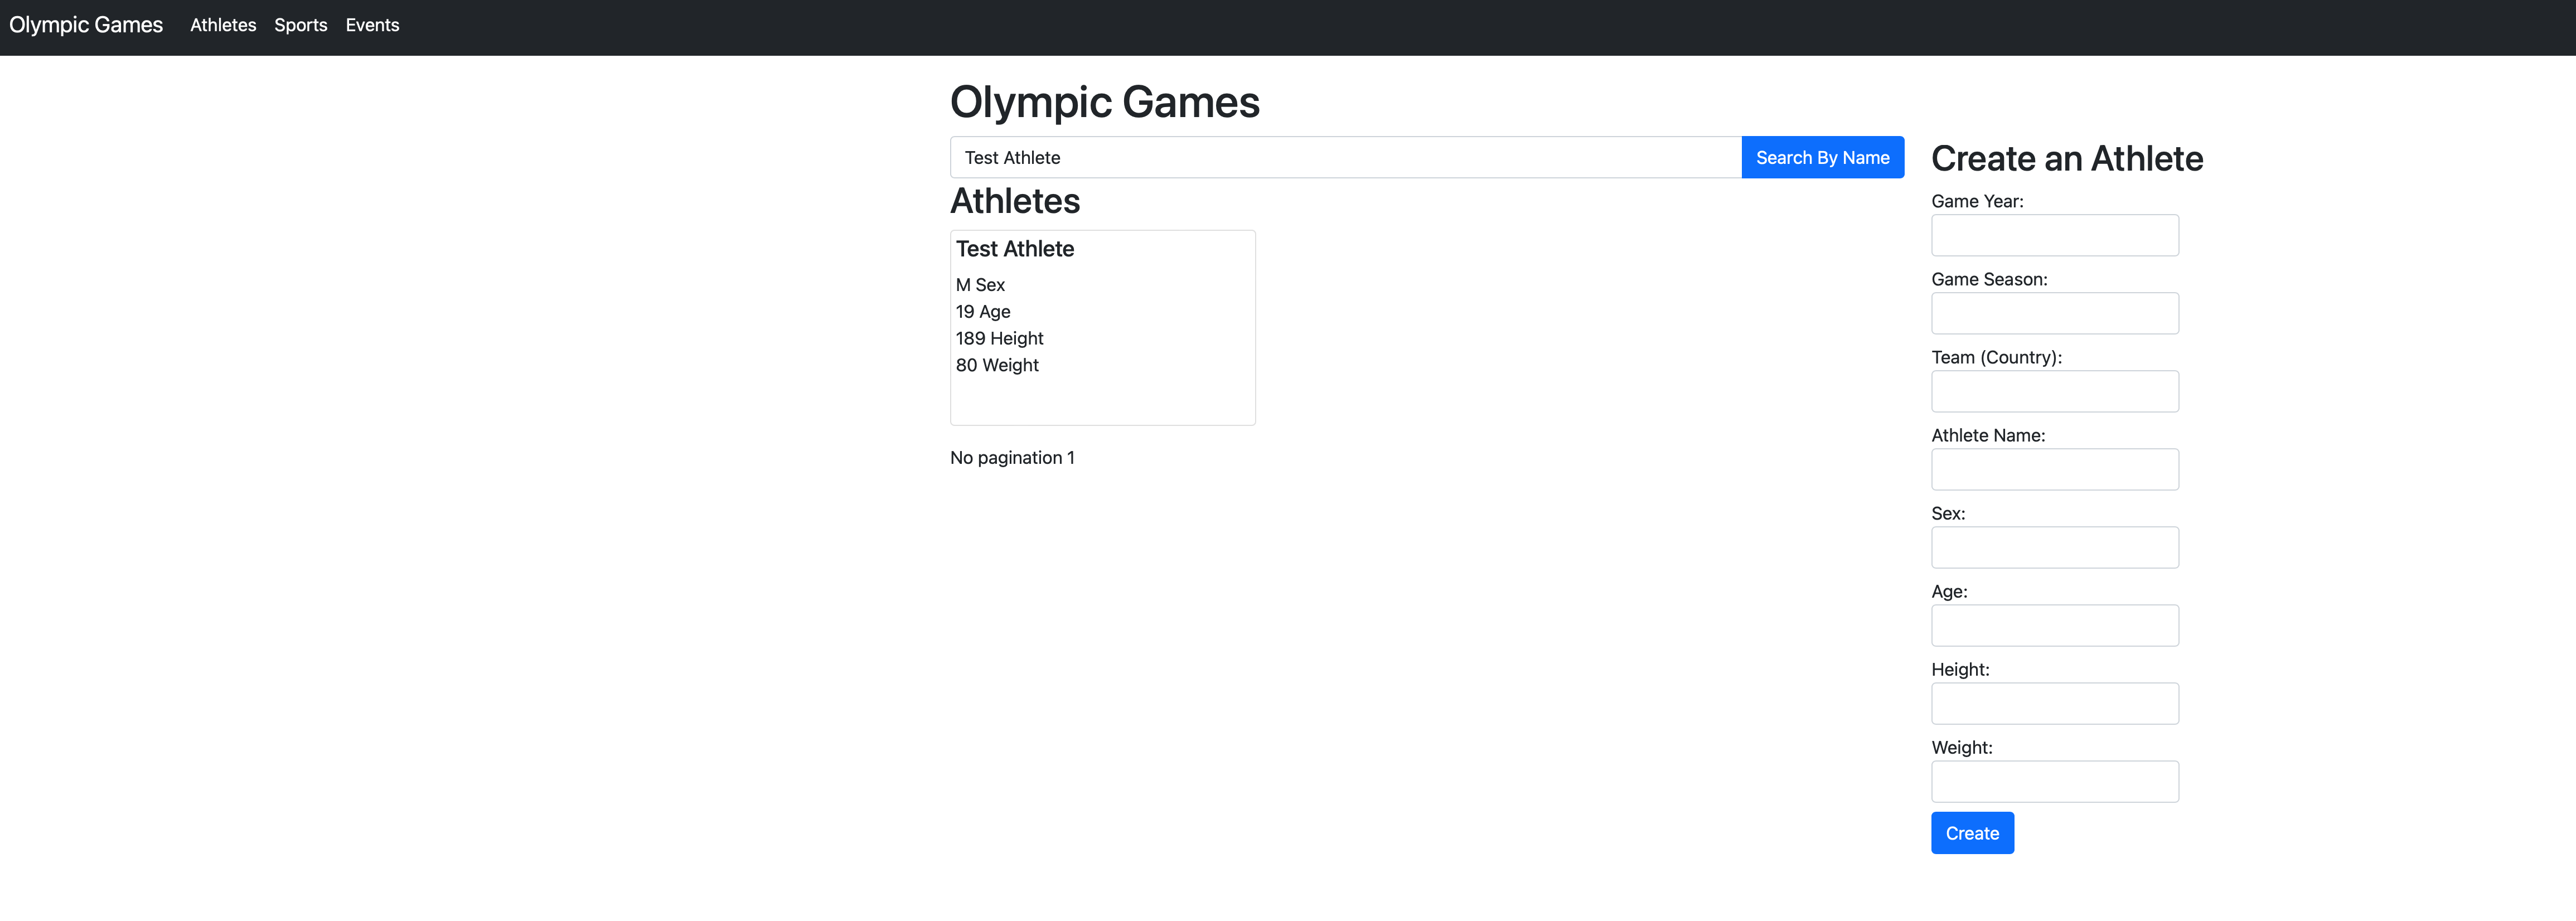 Olympic Games Athletes Sports Events
Olympic Games
Test Athlete Search By Name
Athletes
Test Athlete
M Sex
19 Age
189 Height
80 Weight
No pagination 1
Create an Athlete
Game Year:
Game Season:
Team (Country):
Athlete Name:
Sex:
Age:
Height:
Weight:
Create